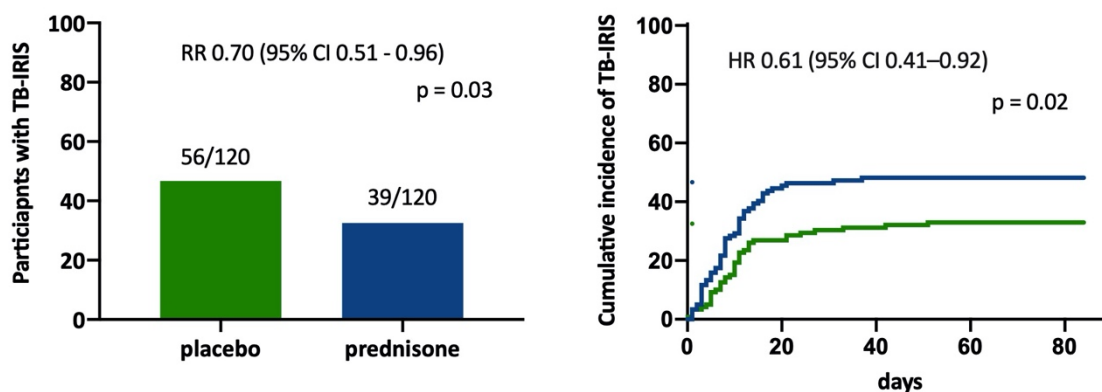 Particiapnts with TB-IRIS
100
80
60
40
20
0
RR 0.70 (95% CI 0.51 - 0.96)
p = 0.03
56/120
39/120
placebo
prednisone
Cumulative incidence of TB-IRIS
100
80
60
40
20
0
HR 0.61 (95% CI 0.41–0.92)
p = 0.02
0
20
40
60
80
days